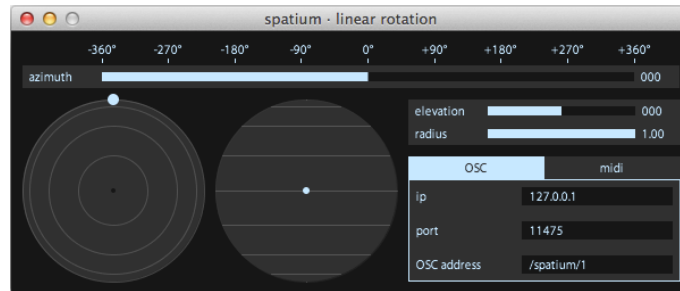 spatium · linear rotation
-360° -270° -180° -90° 0° +90° +180° +270° +360°
azimuth 000
elevation 000
radius 1.00
OSC midi
ip 127.0.0.1
port 11475
OSC address /spatium/1